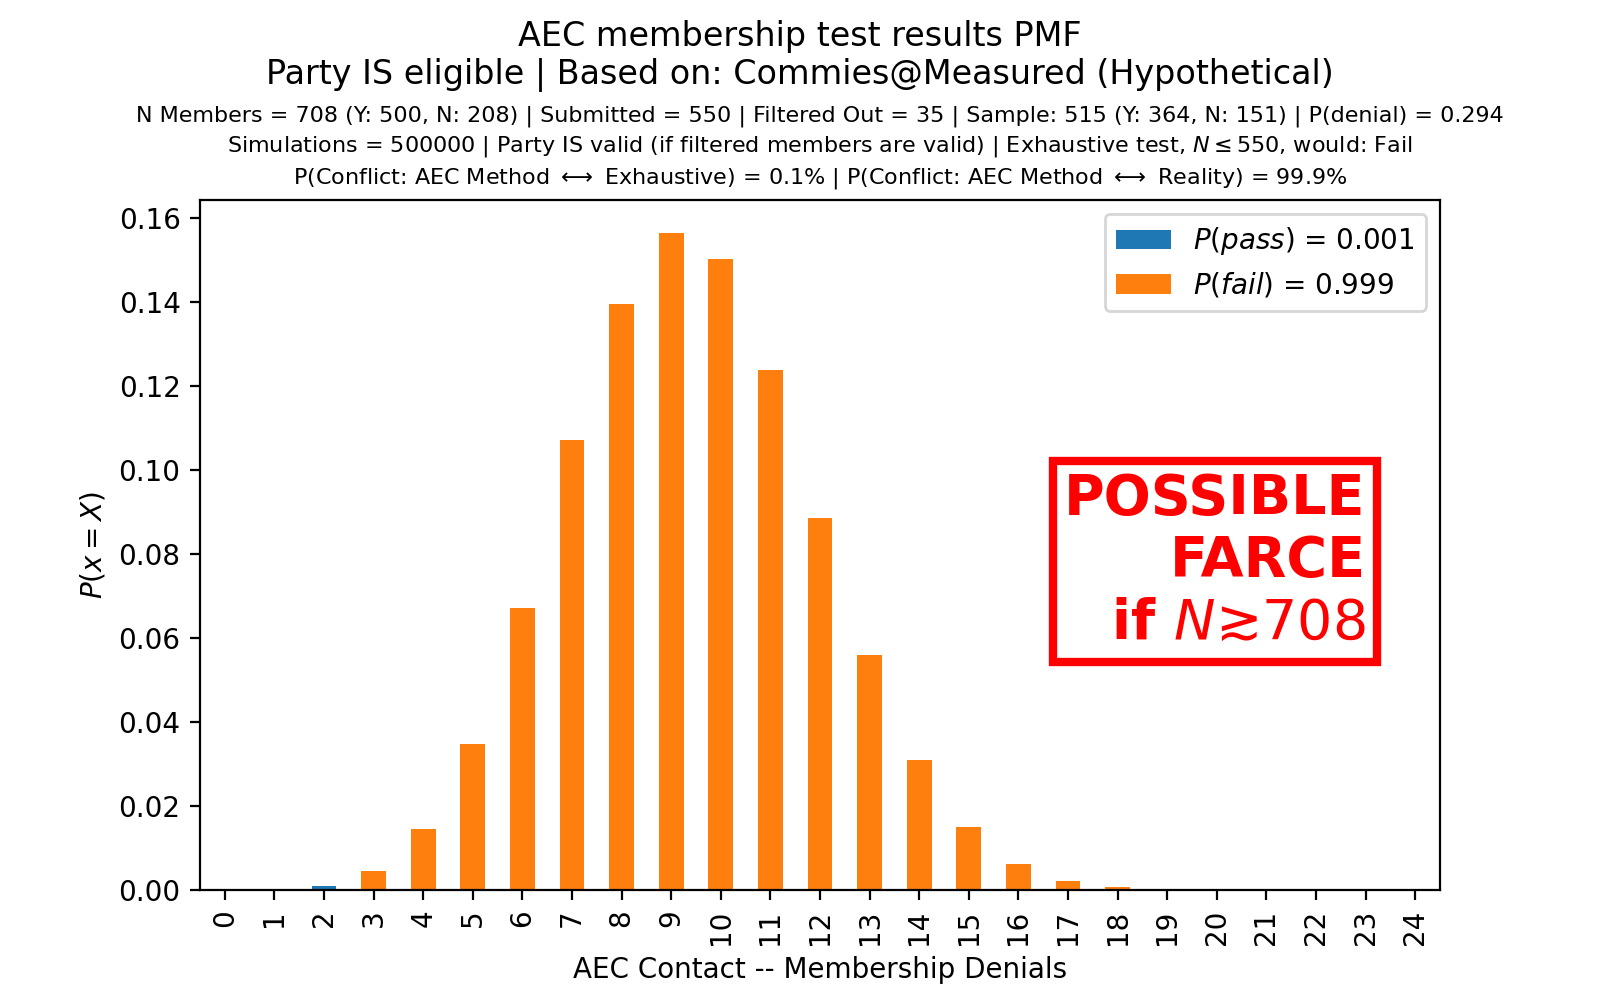 AEC membership test results PMF
Party IS eligible | Based on: Commies@Measured (Hypothetical)
N Members = 708 (Y: 500, N: 208) | Submitted = 550 | Filtered Out = 35 | Sample: 515 (Y: 364, N: 151) | P(denial) = 0.294
Simulations = 500000 | Party IS valid (if filtered members are valid) | Exhaustive test, N ≤ 550, would: Fail
P(Conflict: AEC Method ⟷ Exhaustive) = 0.1% | P(Conflict: AEC Method ⟷ Reality) = 99.9%
P(pass) = 0.001
P(fail) = 0.999
POSSIBLE
FARCE
if N≳708
P(x = X)
0.16
0.14
0.12
0.10
0.08
0.06
0.04
0.02
0.00
0 1 2 3 4 5 6 7 8 9 10 11 12 13 14 15 16 17 18 19 20 21 22 23 24
AEC Contact -- Membership Denials